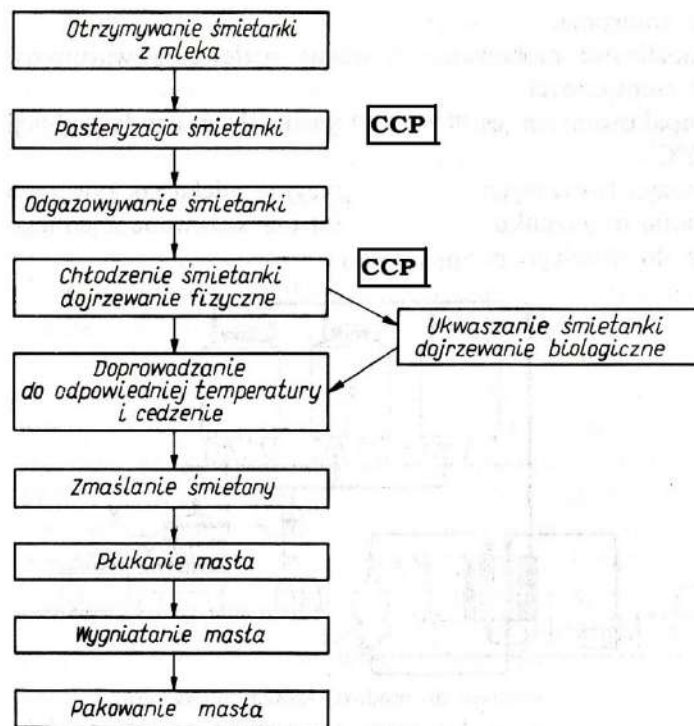 Otrzymywanie śmietanki
z mleka
Pasteryzacja śmietanki
CCP
Odgazowywanie śmietanki
Chłodzenie śmietanki
dojrzewanie fizyczne
CCP
Ukwaszanie śmietanki
dojrzewanie biologiczne
Doprowadzanie
do odpowiedniej temperatury
i cedzenie
Zmaślanie śmietany
Płukanie masła
Wygniatanie masła
Pakowanie masła